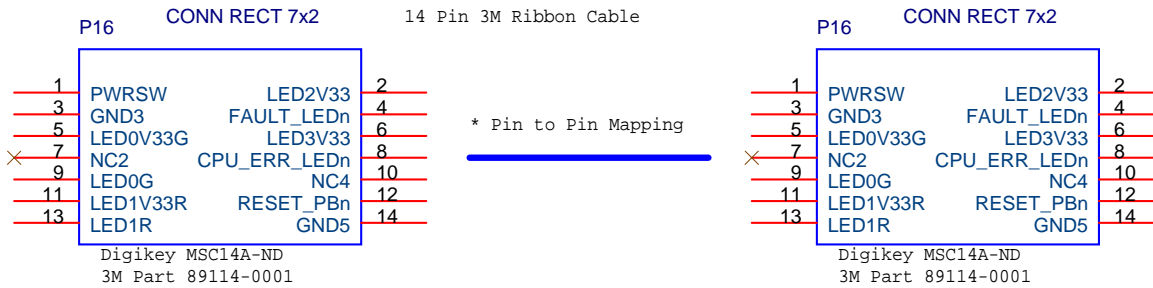 CONN RECT 7x2
P16
1 PWRSW LED2V33 2
3 GND3 FAULT_LEDn 4
5 LED0V33G LED3V33 6
7 NC2 CPU_ERR_LEDn 8
9 LED0G NC4 10
11 LED1V33R RESET_PBn 12
13 LED1R GND5 14
Digikey MSC14A-ND
3M Part 89114-0001
14 Pin 3M Ribbon Cable
* Pin to Pin Mapping
CONN RECT 7x2
P16
1 PWRSW LED2V33 2
3 GND3 FAULT_LEDn 4
5 LED0V33G LED3V33 6
7 NC2 CPU_ERR_LEDn 8
9 LED0G NC4 10
11 LED1V33R RESET_PBn 12
13 LED1R GND5 14
Digikey MSC14A-ND
3M Part 89114-0001